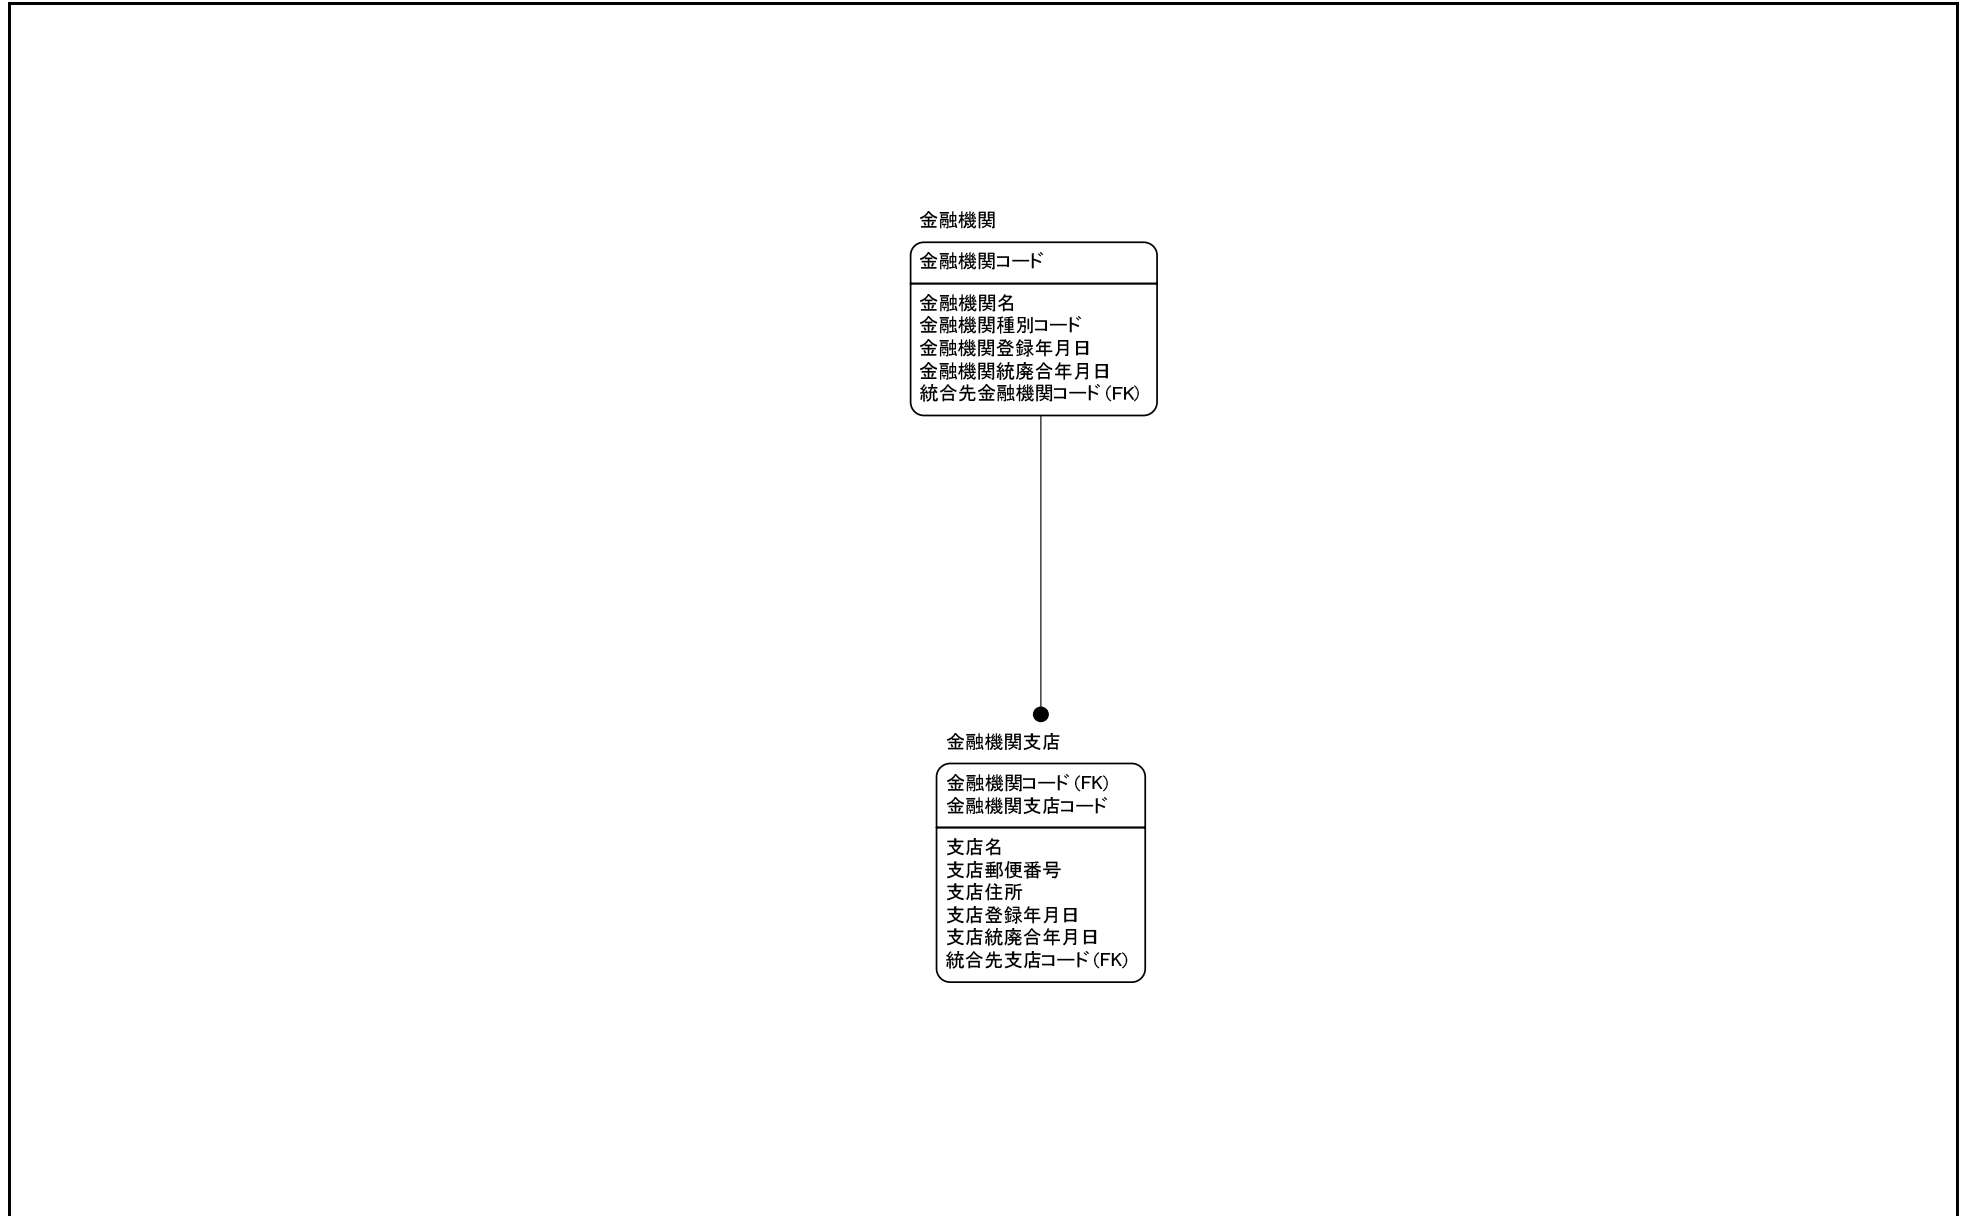 金融機関
金融機関コード
金融機関名
金融機関種別コード
金融機関登録年月日
金融機関統廃合年月日
統合先金融機関コード(FK)
金融機関支店
金融機関コード(FK)
金融機関支店コード
支店名
支店郵便番号
支店住所
支店登録年月日
支店統廃合年月日
統合先支店コード(FK)